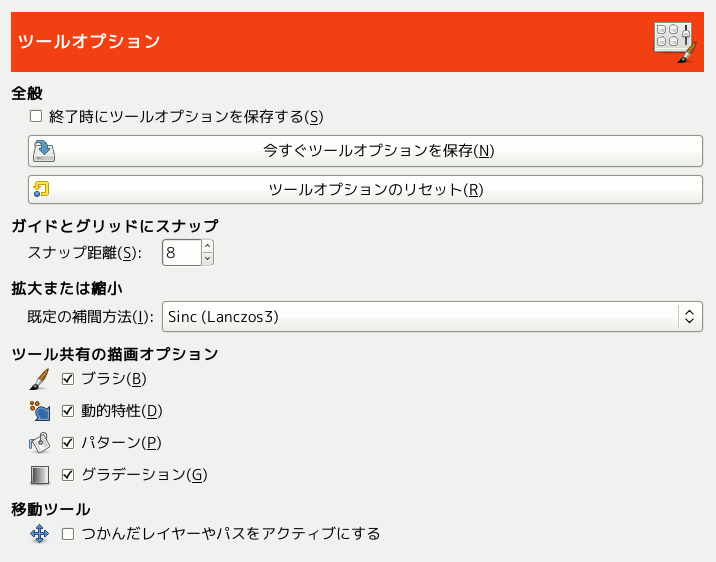 ツールオプション
全般
終了時にツールオプションを保存する(S)
今すぐツールオプションを保存(N)
ツールオプションのリセット(R)
ガイドとグリッドにスナップ
スナップ距離(S): 8
拡大または縮小
既定の補間方法(I): Sinc (Lanczos3)
ツール共有の描画オプション
ブラシ(B)
動的特性(D)
パターン(P)
グラデーション(G)
移動ツール
つかんだレイヤーやパスをアクティブにする